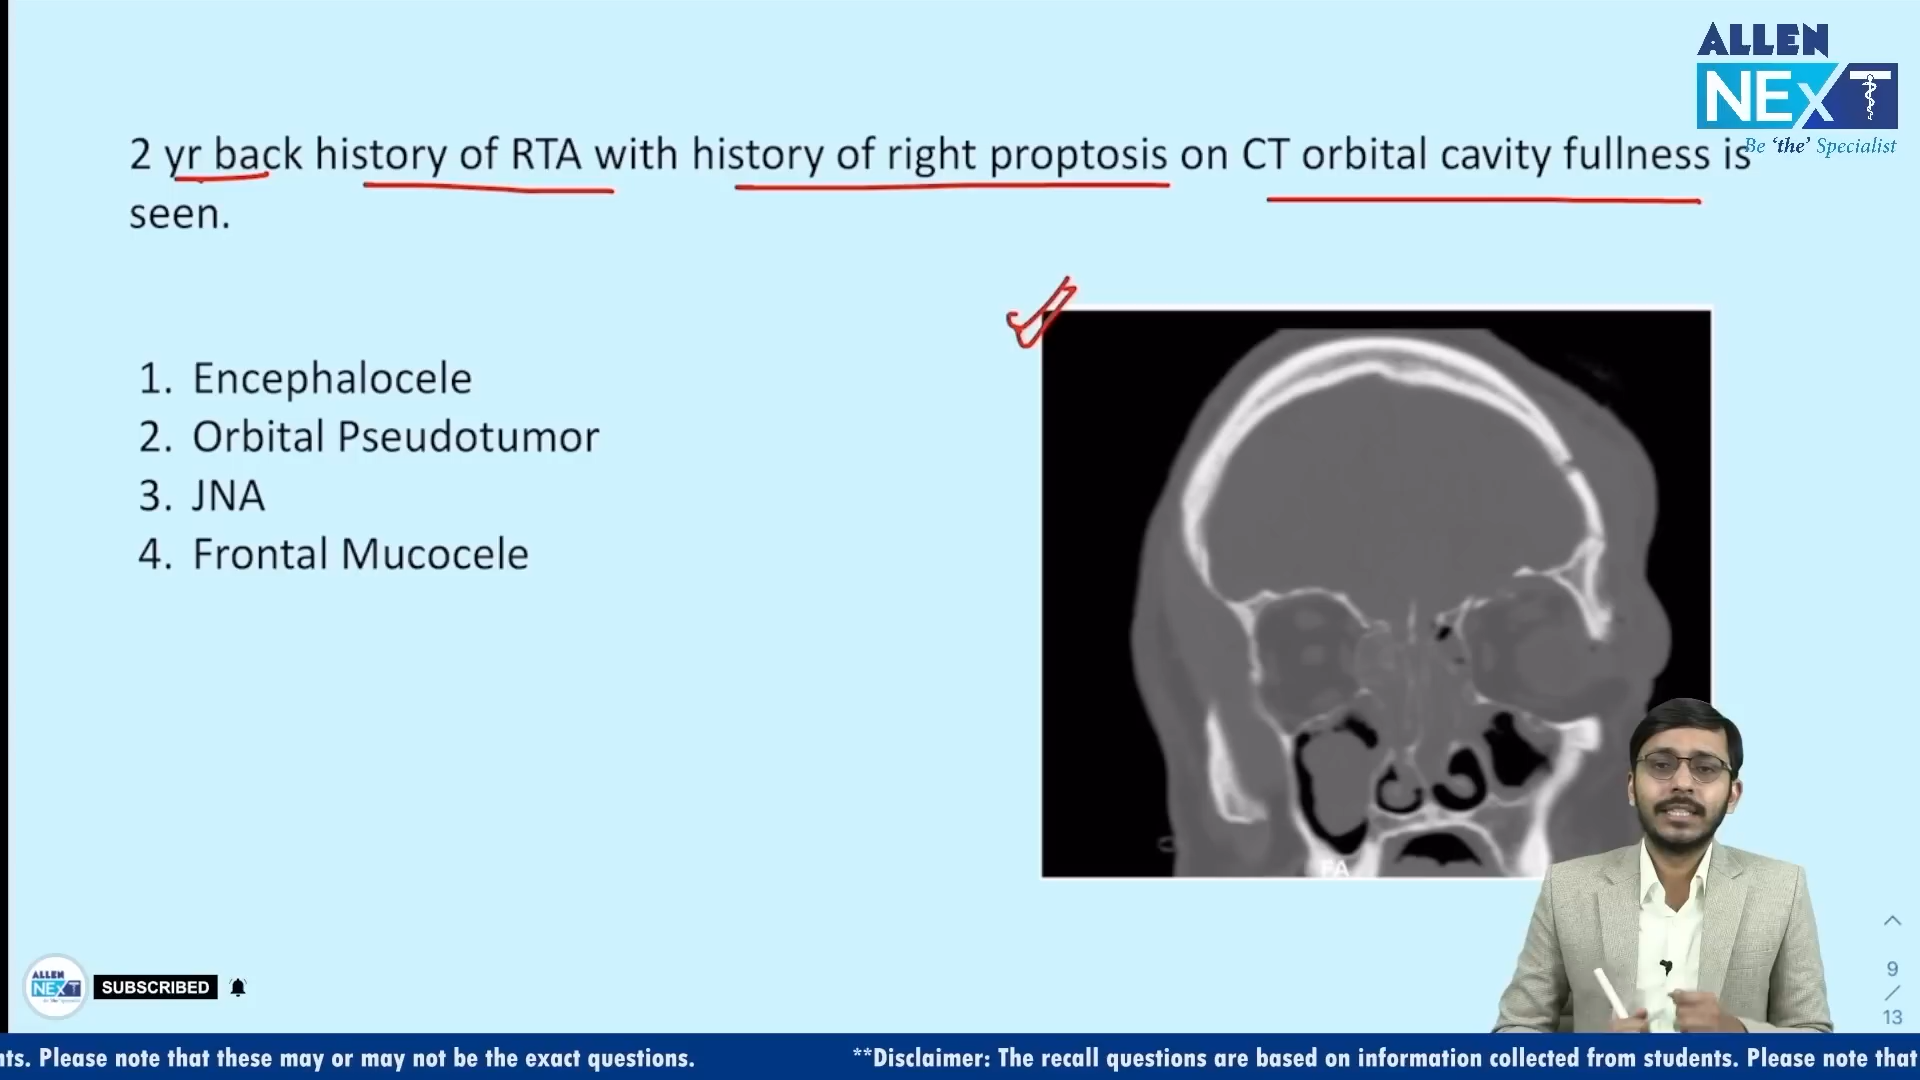 ALLEN
NExT
Be 'the' Specialist
2 yr back history of RTA with history of right proptosis on CT orbital cavity fullness is
seen.
1. Encephalocele
2. Orbital Pseudotumor
3. JNA
4. Frontal Mucocele
FA
ALLEN
NEXT
SUBSCRIBED
9
/
13
nts. Please note that these may or may not be the exact questions.
**Disclaimer: The recall questions are based on information collected from students. Please note that